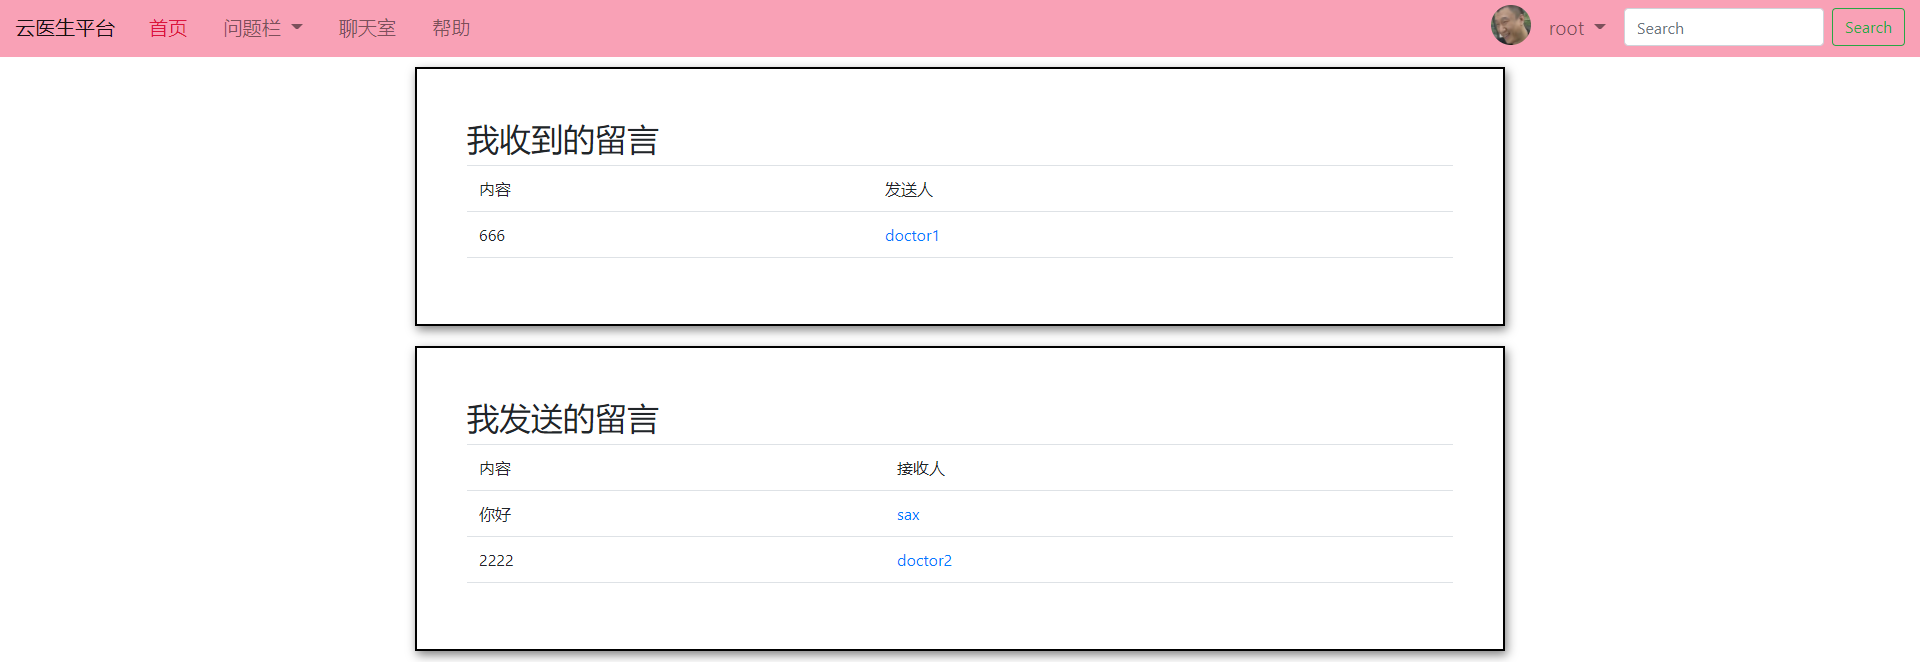 云医生平台 首页 问题栏 聊天室 帮助 root Search Search
我收到的留言
内容 发送人
666 doctor1
我发送的留言
内容 接收人
你好 sax
2222 doctor2